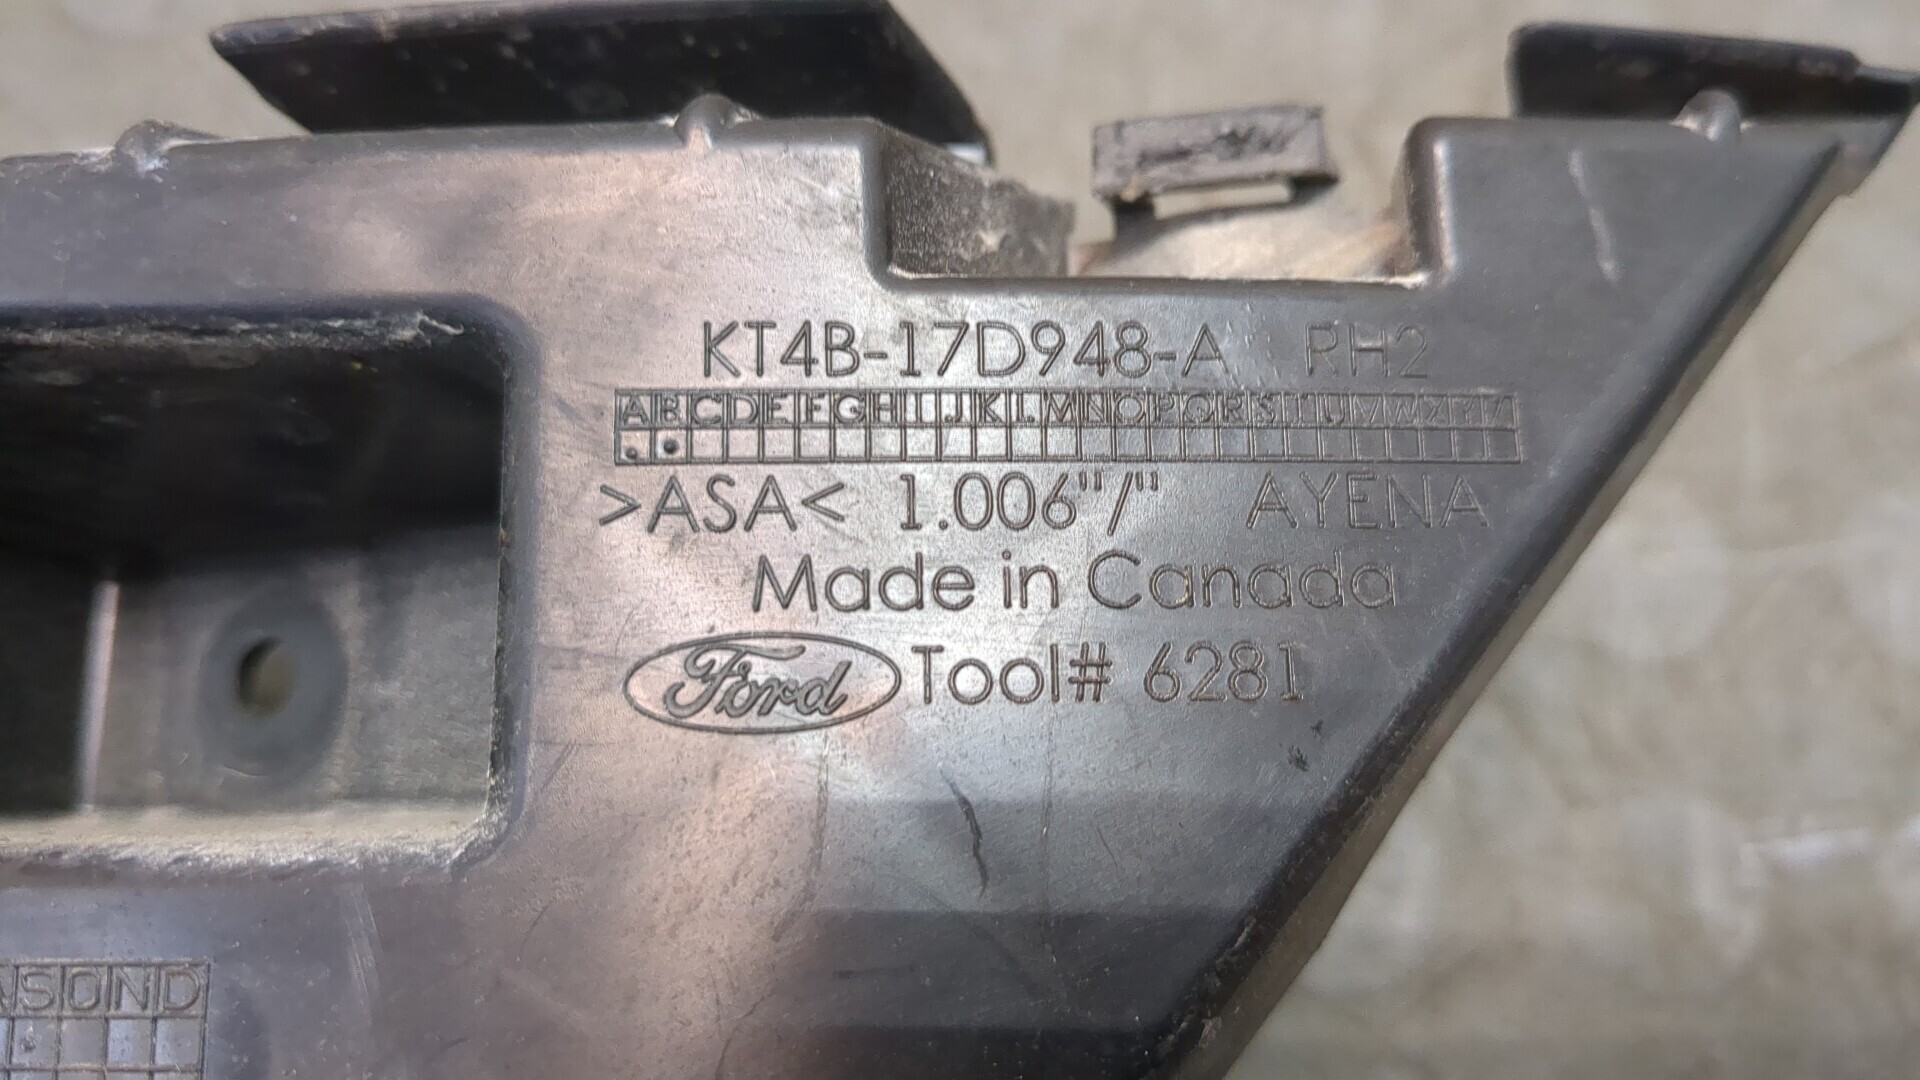 KT4B-17D948-A RH2
ABCDEFGHIJKLMNOPQRSTUVWXYZ
>ASA< 1.006"/" AYENA
Made in Canada
Ford Tool# 6281
ASOND